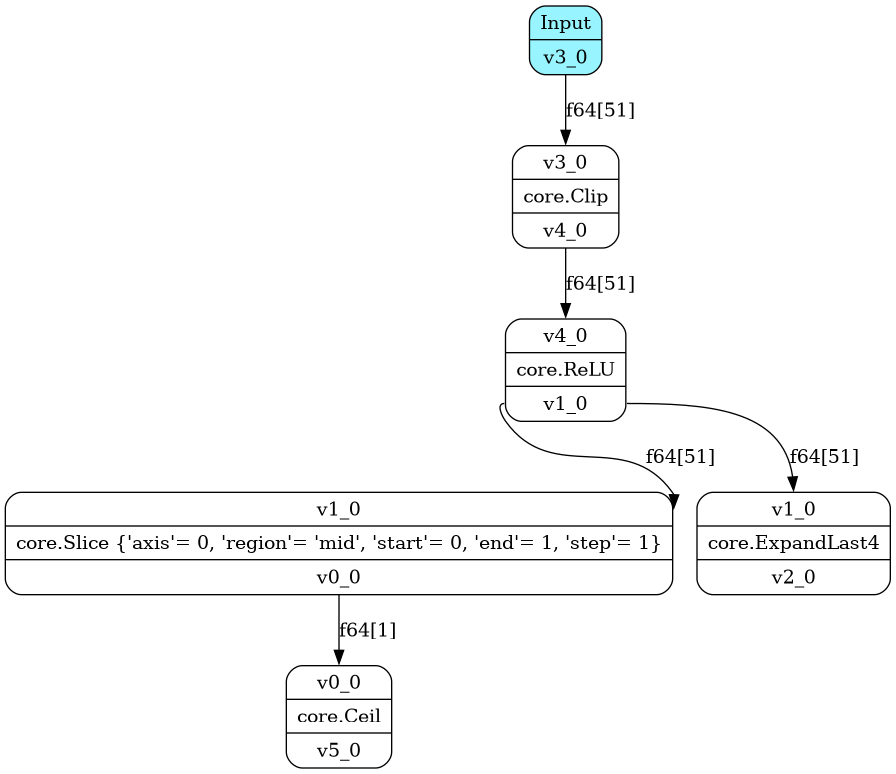 Input
v3_0
f64[51]
v3_0
core.Clip
v4_0
f64[51]
v4_0
core.ReLU
v1_0
f64[51]
f64[51]
v1_0
core.Slice {'axis'= 0, 'region'= 'mid', 'start'= 0, 'end'= 1, 'step'= 1}
v0_0
v1_0
core.ExpandLast4
v2_0
f64[1]
v0_0
core.Ceil
v5_0